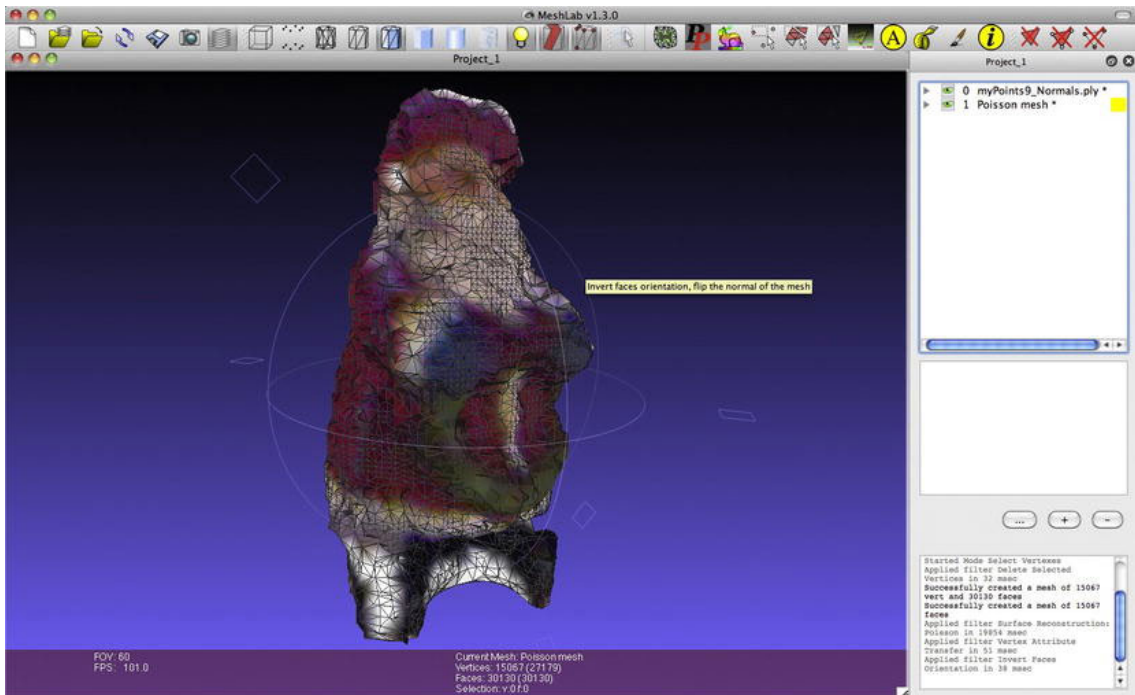 MeshLab v1.3.0
Project_1
Project_1
0 myPoints9_Normals.ply *
1 Poisson mesh *
Invert faces orientation, flip the normal of the mesh
... + -
Started Mode Select Vertexes
Applied filter Delete Selected
Vertices in 32 msec
Successfully created a mesh of 15067
vert and 30130 faces
Successfully created a mesh of 15067
faces
Applied filter Surface Reconstruction:
Poisson in 19854 msec
Applied filter Vertex Attribute
Transfer in 51 msec
Applied filter Invert Faces
Orientation in 38 msec
FOV: 60
FPS: 101.0
Current Mesh: Poisson mesh
Vertices: 15067 (27179)
Faces: 30130 (30130)
Selection: v:0 f:0